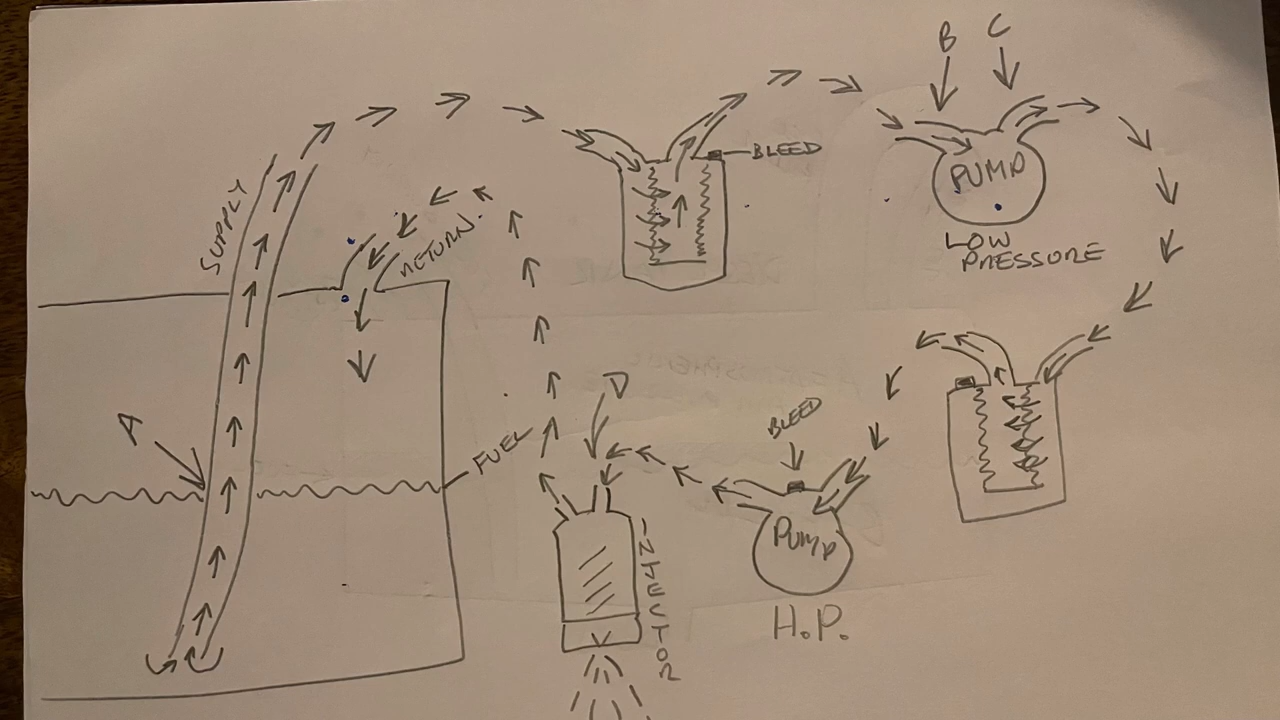 B
C
BLEED
PUMP
LOW
PRESSURE
SUPPLY
RETURN
A
FUEL
D
BLEED
PUMP
H.P.
INJECTOR